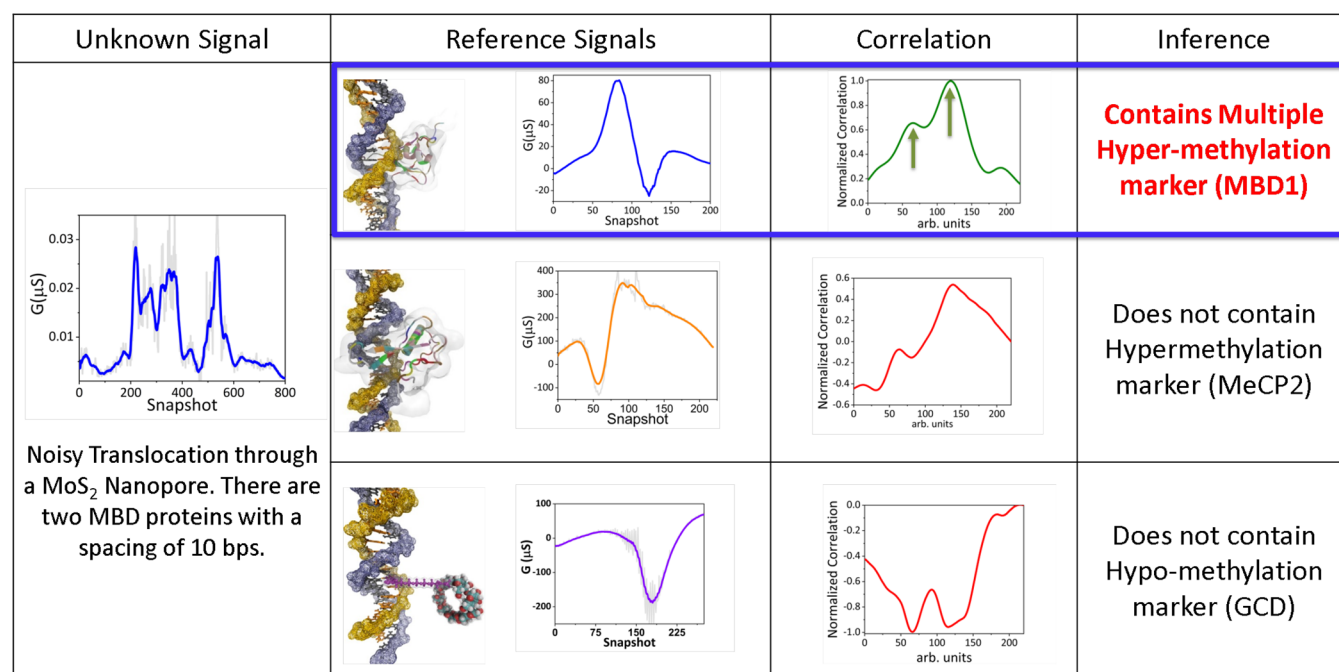 Unknown Signal
Reference Signals
Correlation
Inference
G(μS)
0.03
0.02
0.01
0
200
400
600
800
Snapshot
Noisy Translocation through
a MoS₂ Nanopore. There are
two MBD proteins with a
spacing of 10 bps.
G(μS)
80
60
40
20
0
-20
0
50
100
150
200
Snapshot
Normalized Correlation
1.0
0.8
0.6
0.4
0.2
0.0
0
50
100
150
200
arb. units
Contains Multiple
Hyper-methylation
marker (MBD1)
G(μS)
400
300
200
100
0
-100
0
50
100
150
200
Snapshot
Normalized Correlation
0.6
0.4
0.2
0.0
-0.2
-0.4
-0.6
0
50
100
150
200
arb. units
Does not contain
Hypermethylation
marker (MeCP2)
G (μS)
100
0
-100
-200
0
75
150
225
Snapshot
Normalized Correlation
0.0
-0.2
-0.4
-0.6
-0.8
-1.0
0
50
100
150
200
arb. units
Does not contain
Hypo-methylation
marker (GCD)